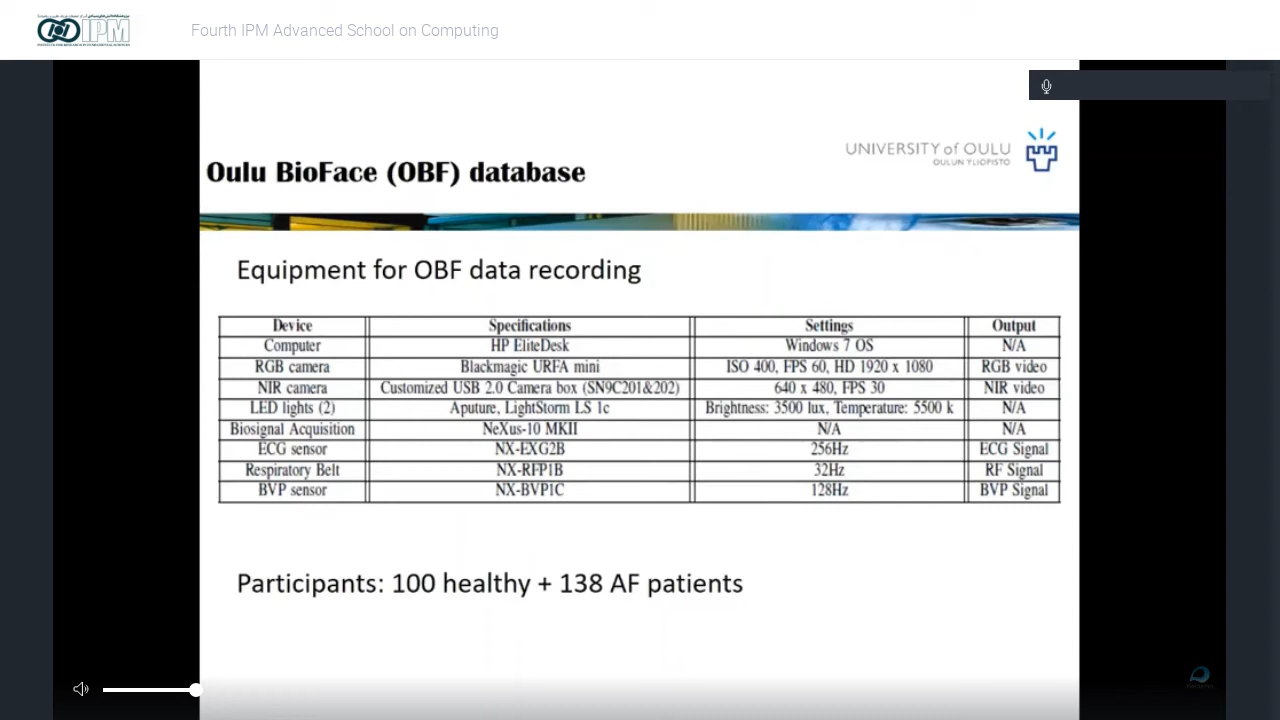 IPM
Fourth IPM Advanced School on Computing
UNIVERSITY of OULU
OULUN YLIOPISTO
Oulu BioFace (OBF) database
Equipment for OBF data recording
Device Specifications Settings Output
Computer HP EliteDesk Windows 7 OS N/A
RGB camera Blackmagic URFA mini ISO 400, FPS 60, HD 1920 x 1080 RGB video
NIR camera Customized USB 2.0 Camera box (SN9C201&202) 640 x 480, FPS 30 NIR video
LED lights (2) Aputure, LightStorm LS 1c Brightness: 3500 lux, Temperature: 5500 k N/A
Biosignal Acquisition NeXus-10 MKII N/A N/A
ECG sensor NX-EXG2B 256Hz ECG Signal
Respiratory Belt NX-RFP1B 32Hz RF Signal
BVP sensor NX-BVP1C 128Hz BVP Signal
Participants: 100 healthy + 138 AF patients